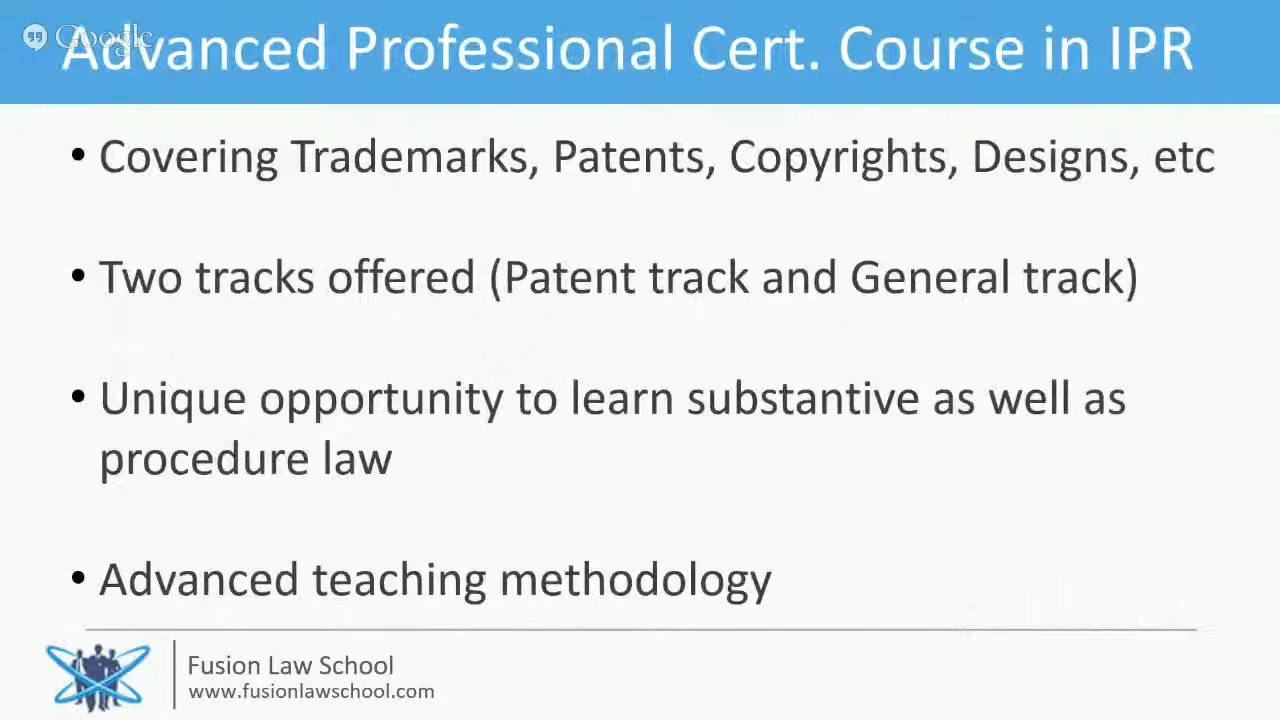 Google
Advanced Professional Cert. Course in IPR
• Covering Trademarks, Patents, Copyrights, Designs, etc
• Two tracks offered (Patent track and General track)
• Unique opportunity to learn substantive as well as
procedure law
• Advanced teaching methodology
Fusion Law School
www.fusionlawschool.com